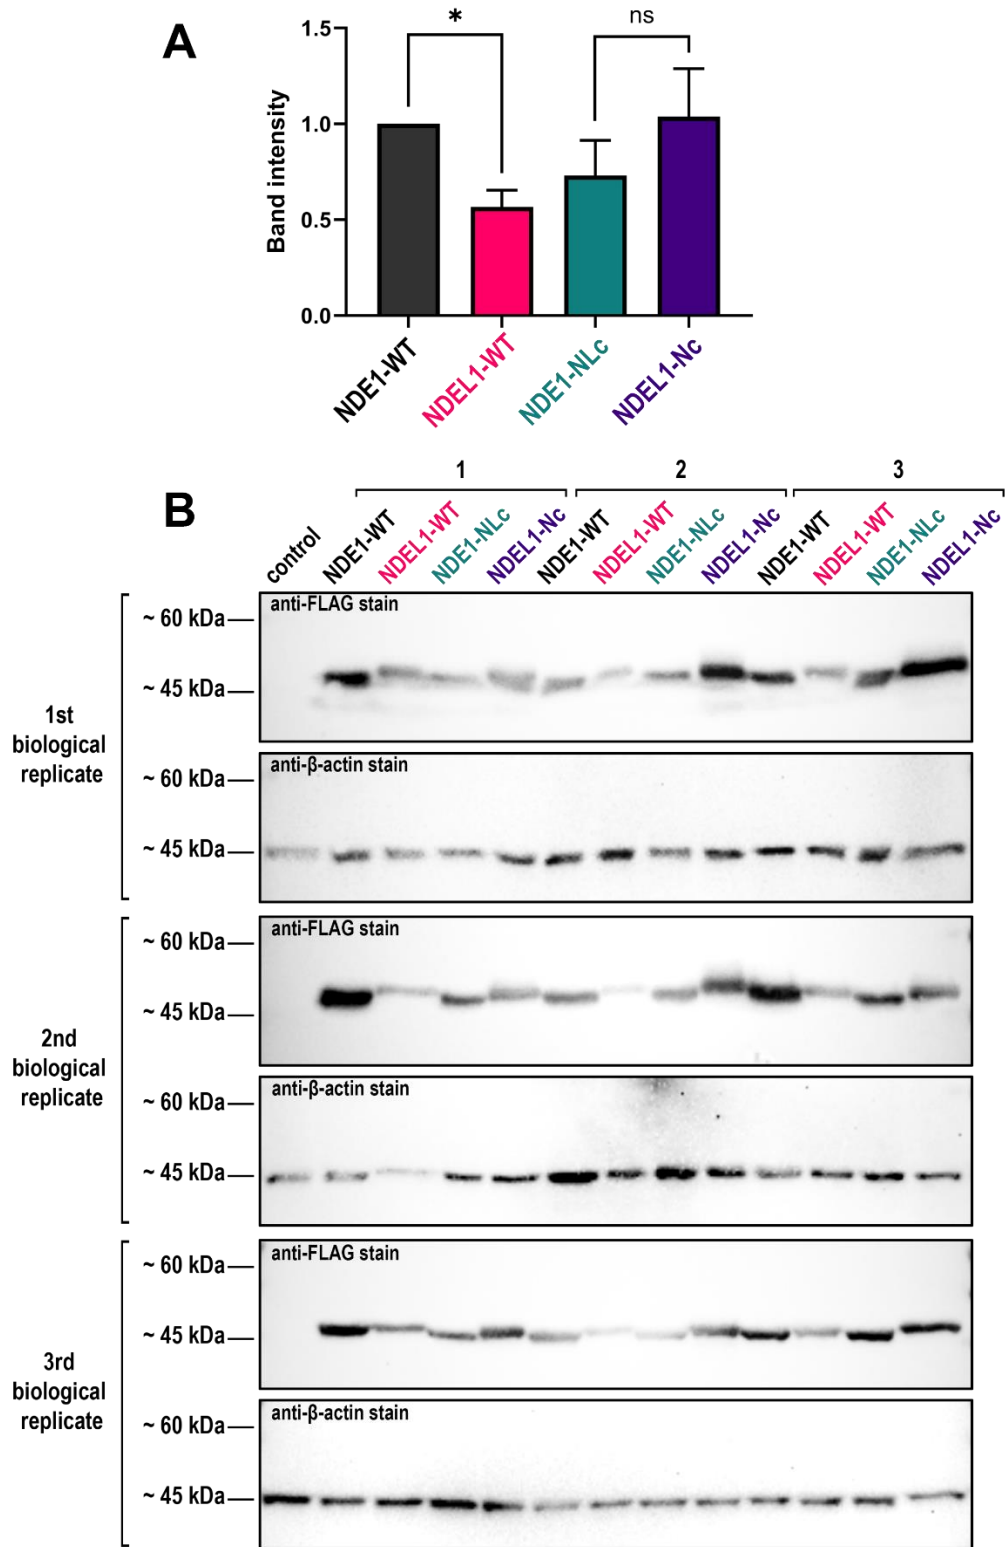 A
*
ns
1.5
1.0
0.5
0.0
Band intensity
NDE1-WT
NDEL1-WT
NDE1-NLc
NDEL1-Nc
B
1
2
3
control
NDE1-WT
NDEL1-WT
NDE1-NLc
NDEL1-Nc
NDE1-WT
NDEL1-WT
NDE1-NLc
NDEL1-Nc
NDE1-WT
NDEL1-WT
NDE1-NLc
NDEL1-Nc
1st
biological
replicate
anti-FLAG stain
~ 60 kDa
~ 45 kDa
anti-β-actin stain
~ 60 kDa
~ 45 kDa
2nd
biological
replicate
anti-FLAG stain
~ 60 kDa
~ 45 kDa
anti-β-actin stain
~ 60 kDa
~ 45 kDa
3rd
biological
replicate
anti-FLAG stain
~ 60 kDa
~ 45 kDa
anti-β-actin stain
~ 60 kDa
~ 45 kDa